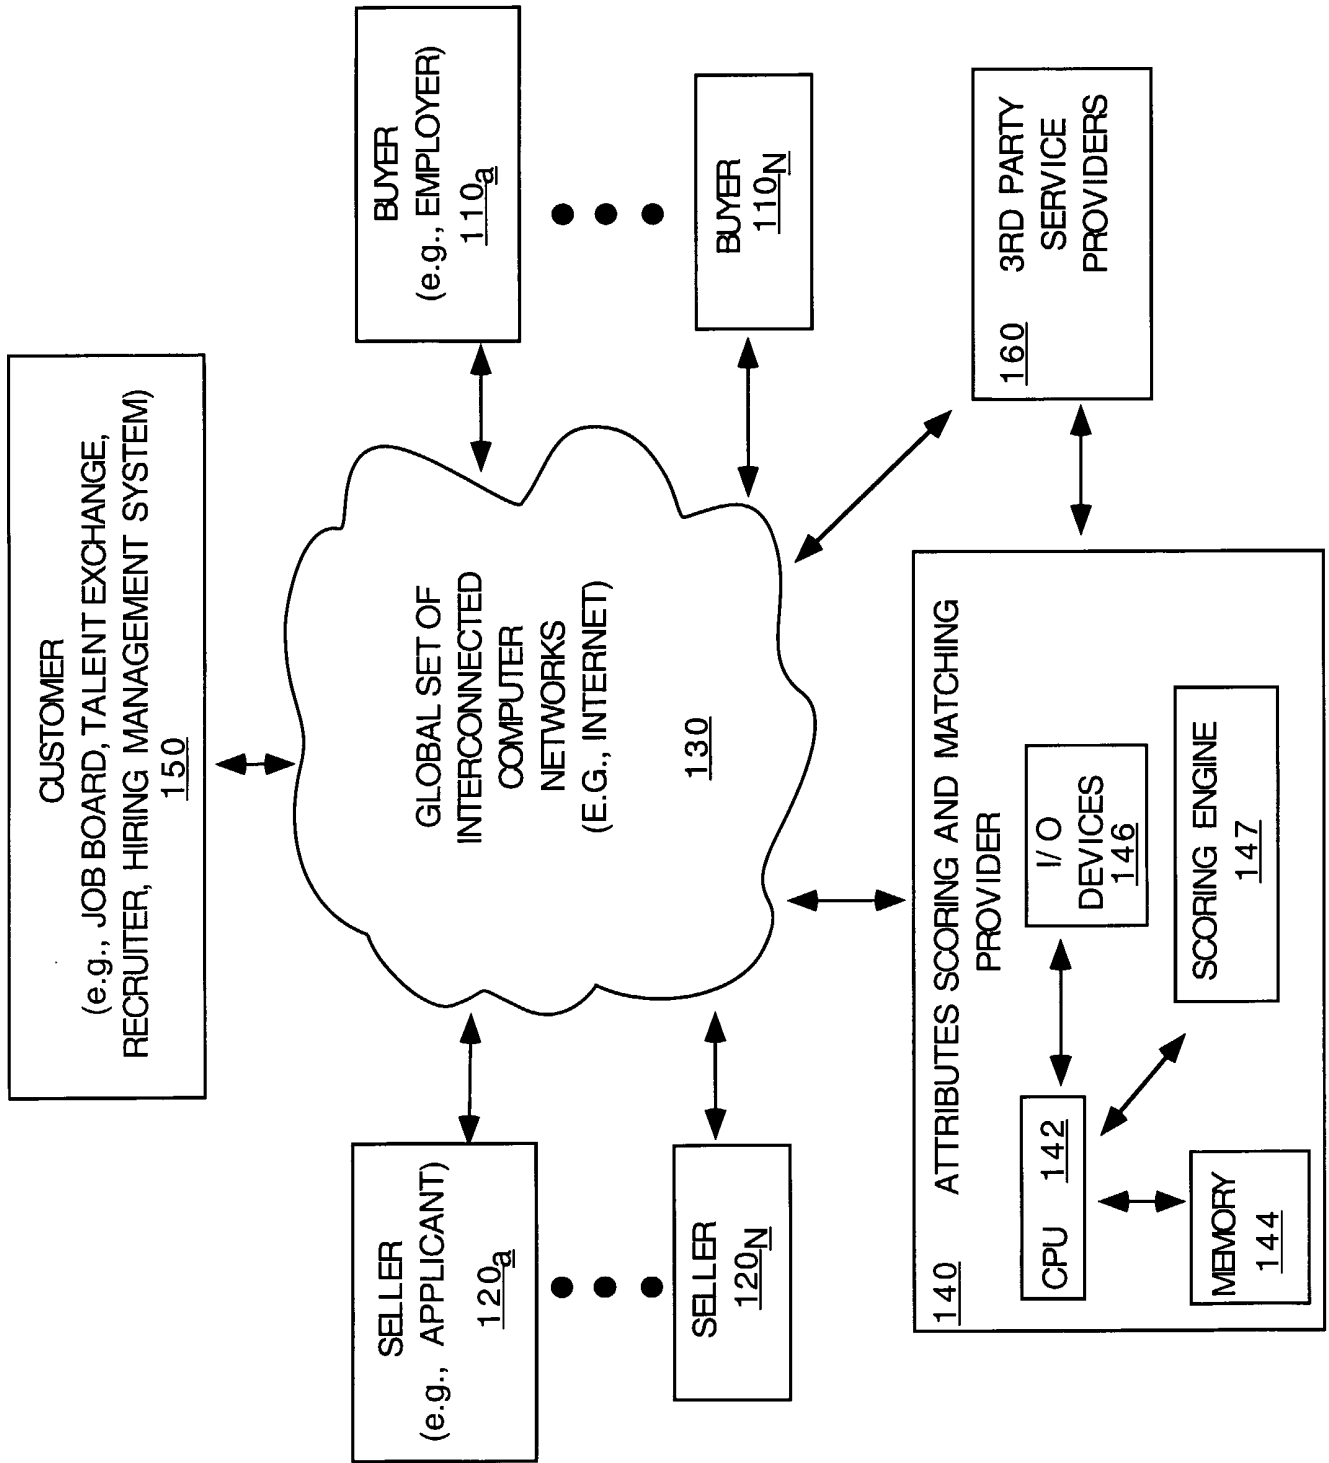 CUSTOMER
(e.g., JOB BOARD, TALENT EXCHANGE,
RECRUITER, HIRING MANAGEMENT SYSTEM)
150
SELLER
(e.g., APPLICANT)
120a
SELLER
120N
GLOBAL SET OF
INTERCONNECTED
COMPUTER
NETWORKS
(E.G., INTERNET)
130
BUYER
(e.g., EMPLOYER)
110a
BUYER
110N
140 ATTRIBUTES SCORING AND MATCHING
PROVIDER
CPU 142
I/O
DEVICES
146
MEMORY
144
SCORING ENGINE
147
160 3RD PARTY
SERVICE
PROVIDERS